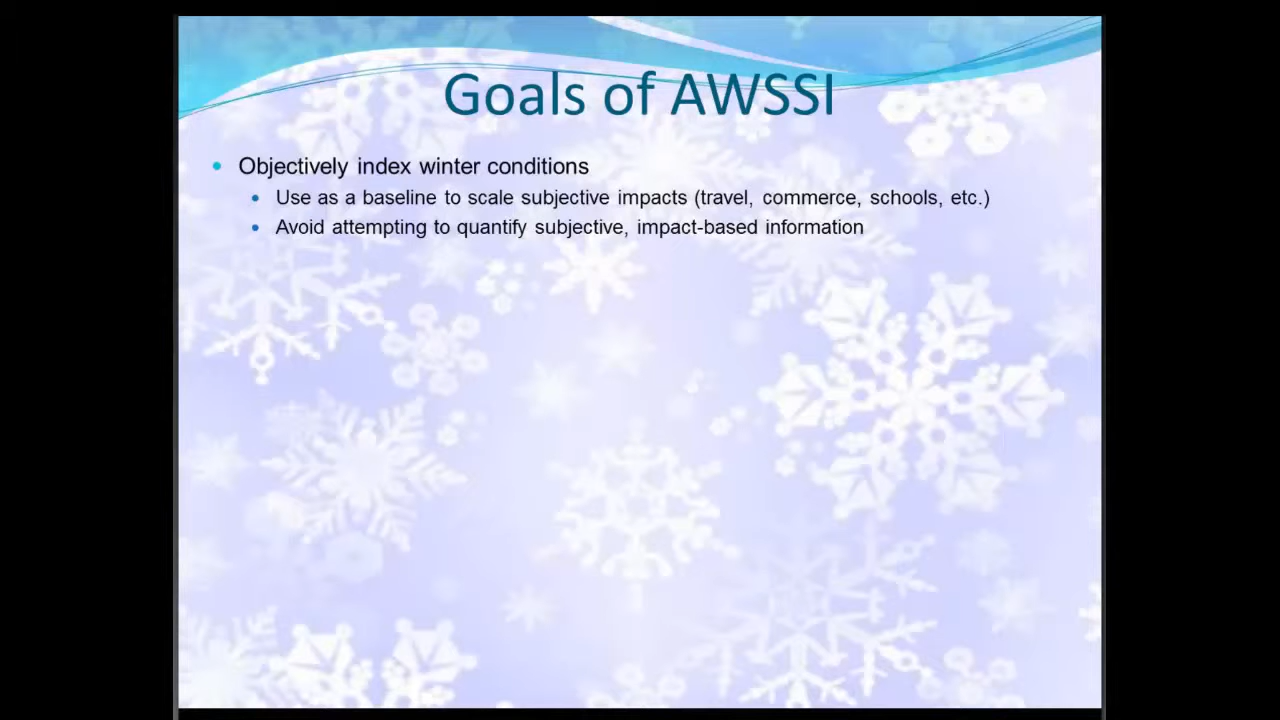 Goals of AWSSI
Objectively index winter conditions
Use as a baseline to scale subjective impacts (travel, commerce, schools, etc.)
Avoid attempting to quantify subjective, impact-based information